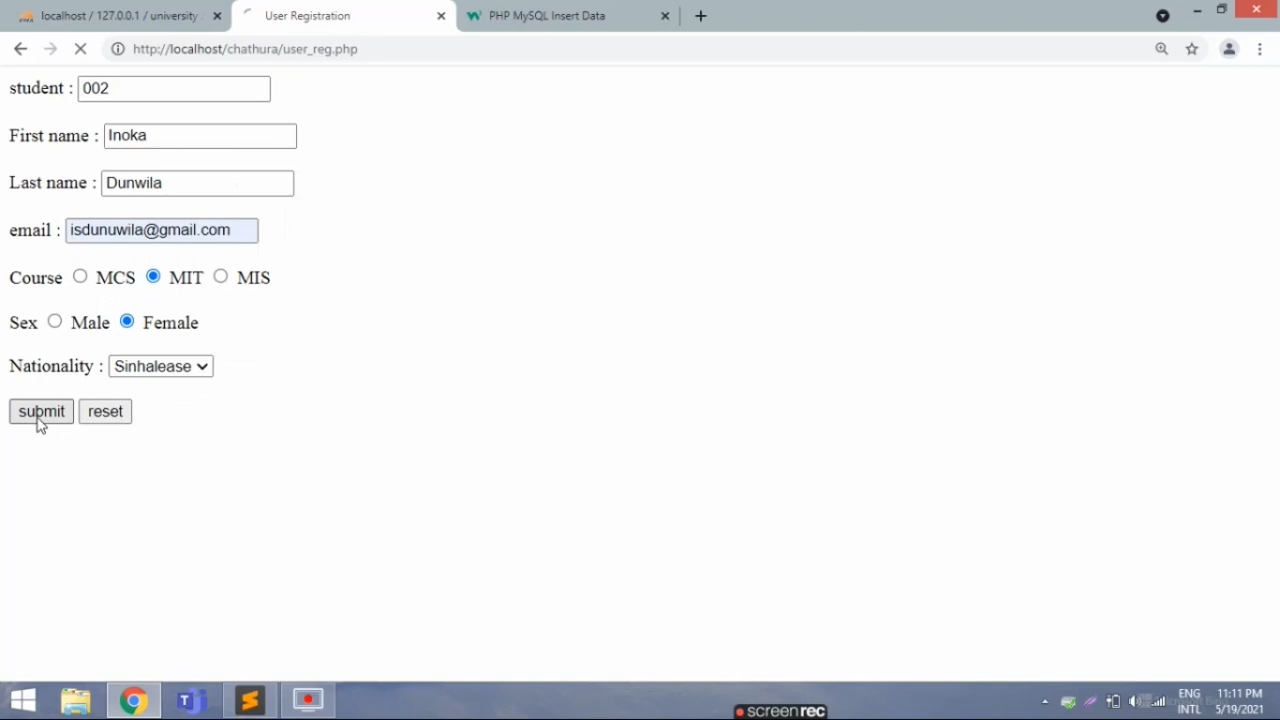 localhost / 127.0.0.1 / university
User Registration
PHP MySQL Insert Data
http://localhost/chathura/user_reg.php
student : 002
First name : Inoka
Last name : Dunwila
email : isdunuwila@gmail.com
Course MCS MIT MIS
Sex Male Female
Nationality : Sinhalease
submit reset
ENG 11:11 PM
INTL 5/19/2021
screenrec